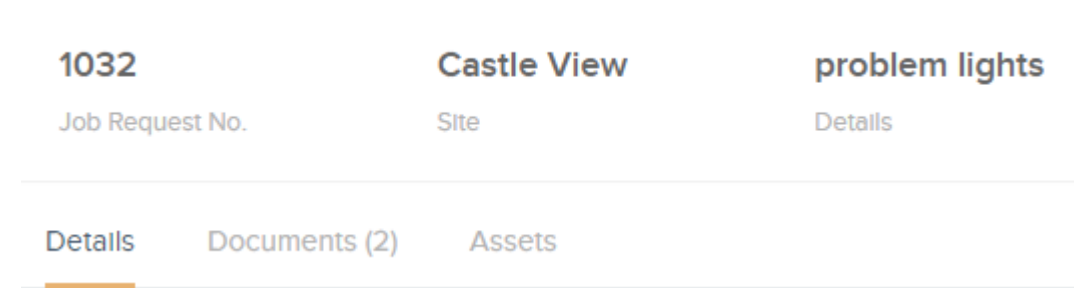 1032 Castle View problem lights
Job Request No. Site Details
Details Documents (2) Assets